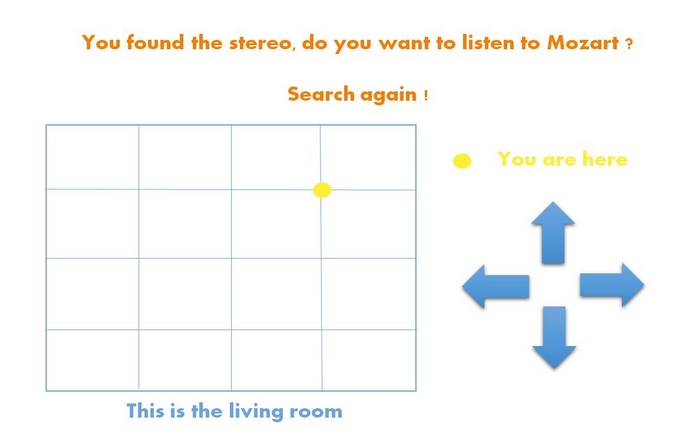 You found the stereo, do you want to listen to Mozart ?
Search again !
You are here
This is the living room